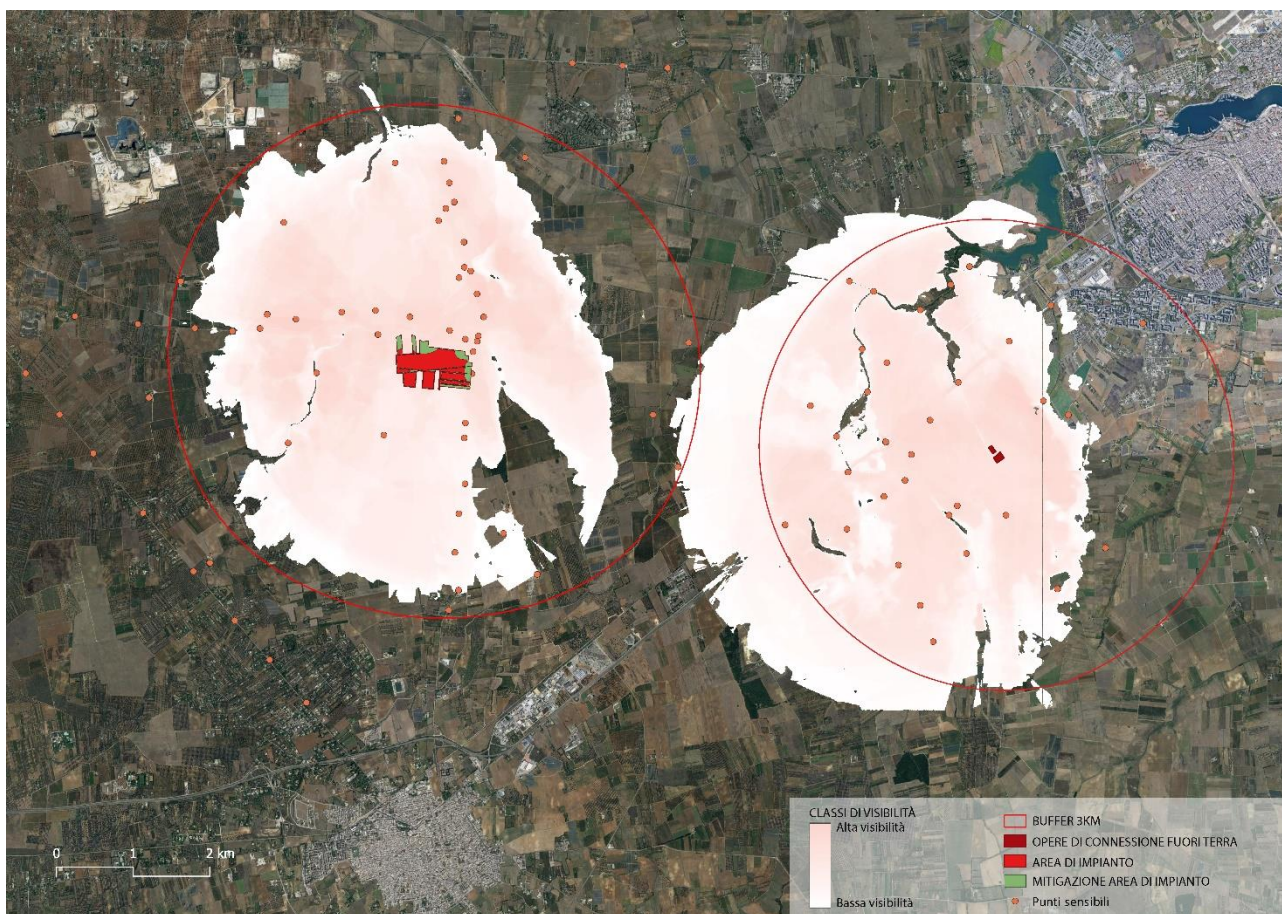 CLASSI DI VISIBILITÀ
Alta visibilità
Bassa visibilità
BUFFER 3KM
OPERE DI CONNESSIONE FUORI TERRA
AREA DI IMPIANTO
MITIGAZIONE AREA DI IMPIANTO
Punti sensibili
0 1 2 km